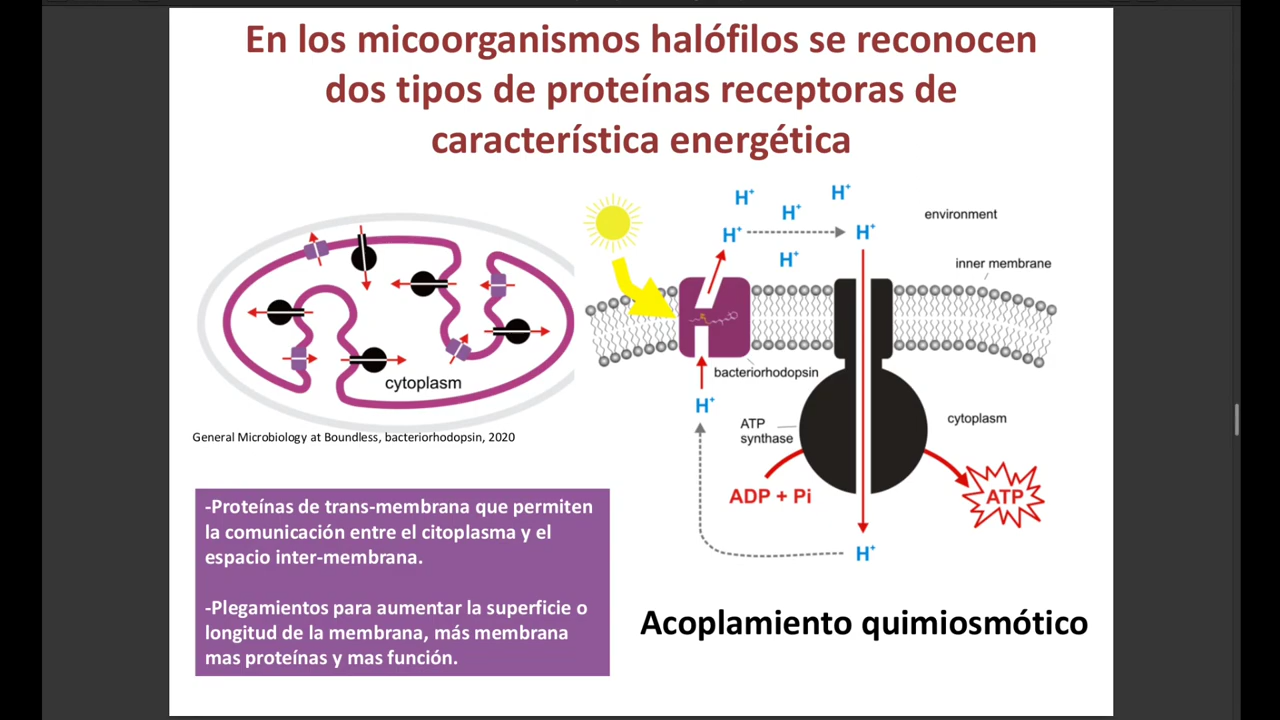 En los micoorganismos halófilos se reconocen
dos tipos de proteínas receptoras de
característica energética
cytoplasm
General Microbiology at Boundless, bacteriorhodopsin, 2020
H+
H+
H+
H+
H+
H+
environment
inner membrane
bacteriorhodopsin
H+
ATP
synthase
cytoplasm
ADP + Pi
ATP
H+
-Proteínas de trans-membrana que permiten
la comunicación entre el citoplasma y el
espacio inter-membrana.
-Plegamientos para aumentar la superficie o
longitud de la membrana, más membrana
mas proteínas y mas función.
Acoplamiento quimiosmótico